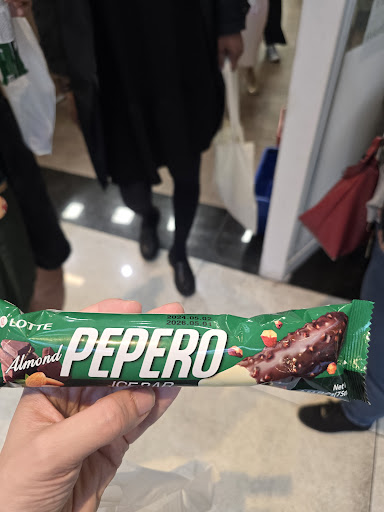 2024.05.02
2026.05.01
LOTTE
Almond
PEPERO
ICE BAR
Net: